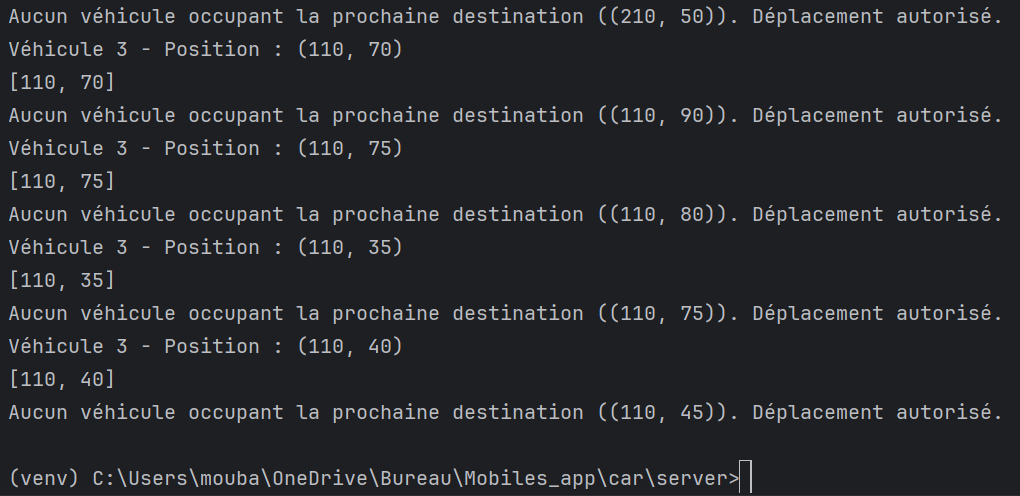 Aucun véhicule occupant la prochaine destination ((210, 50)). Déplacement autorisé.
Véhicule 3 - Position : (110, 70)
[110, 70]
Aucun véhicule occupant la prochaine destination ((110, 90)). Déplacement autorisé.
Véhicule 3 - Position : (110, 75)
[110, 75]
Aucun véhicule occupant la prochaine destination ((110, 80)). Déplacement autorisé.
Véhicule 3 - Position : (110, 35)
[110, 35]
Aucun véhicule occupant la prochaine destination ((110, 75)). Déplacement autorisé.
Véhicule 3 - Position : (110, 40)
[110, 40]
Aucun véhicule occupant la prochaine destination ((110, 45)). Déplacement autorisé.
(venv) C:\Users\mouba\OneDrive\Bureau\Mobiles_app\car\server>